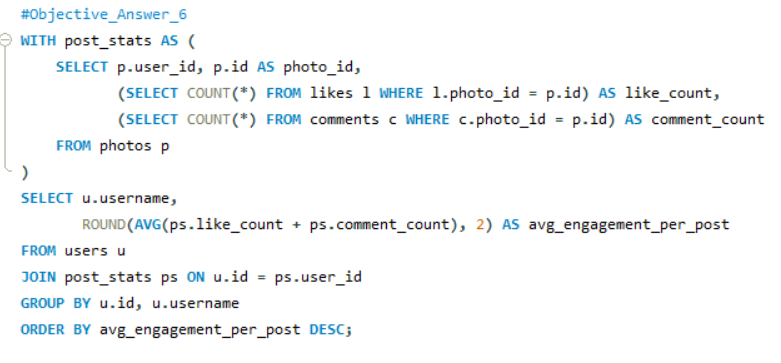 #Objective_Answer_6
WITH post_stats AS (
SELECT p.user_id, p.id AS photo_id,
(SELECT COUNT(*) FROM likes l WHERE l.photo_id = p.id) AS like_count,
(SELECT COUNT(*) FROM comments c WHERE c.photo_id = p.id) AS comment_count
FROM photos p
)
SELECT u.username,
ROUND(AVG(ps.like_count + ps.comment_count), 2) AS avg_engagement_per_post
FROM users u
JOIN post_stats ps ON u.id = ps.user_id
GROUP BY u.id, u.username
ORDER BY avg_engagement_per_post DESC;